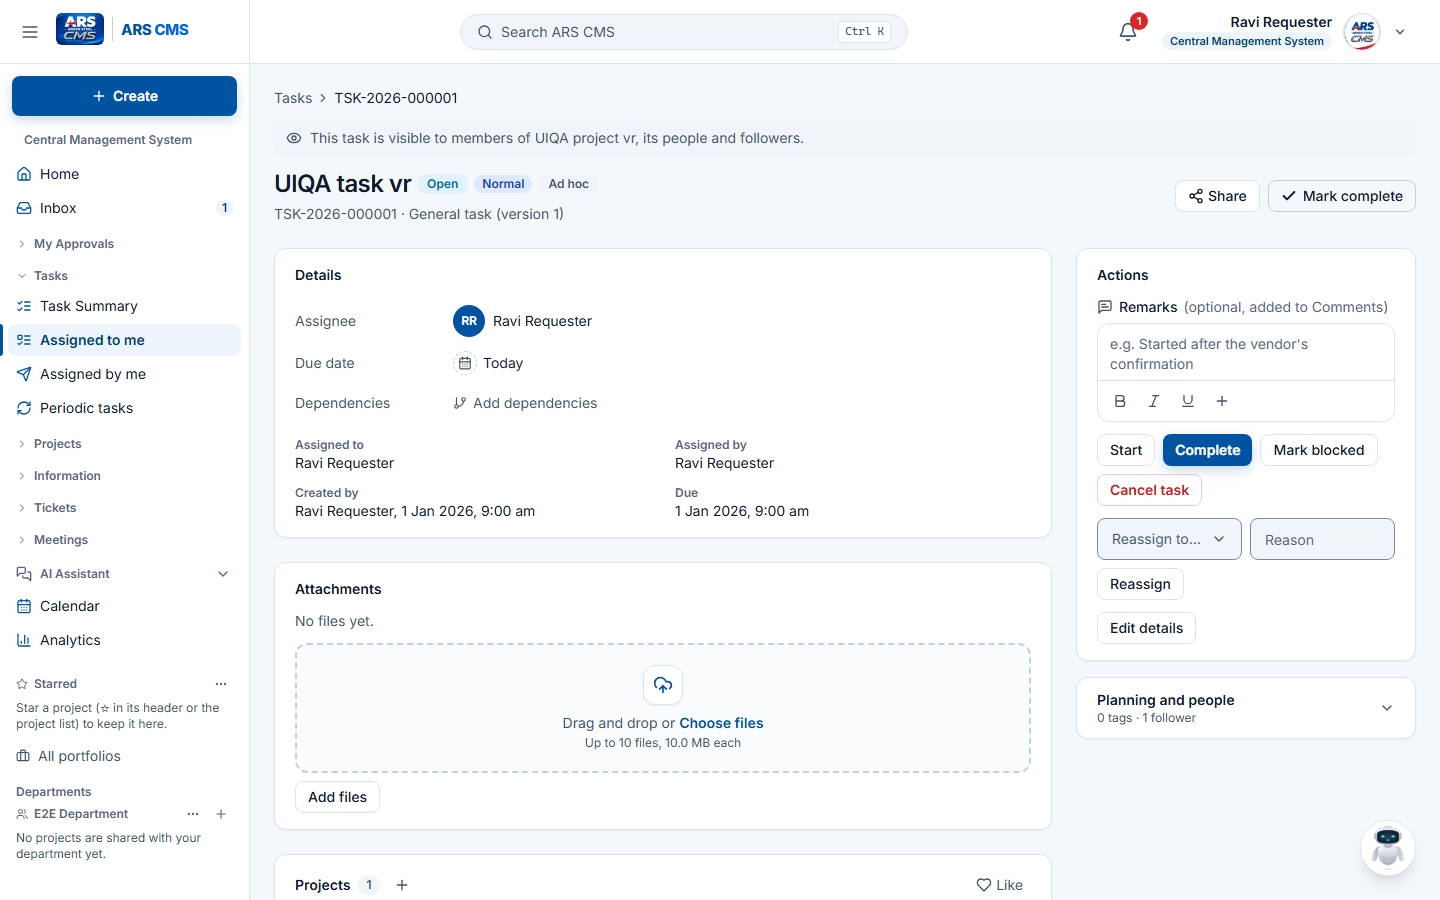 ARS
CMS
ARS CMS
Search ARS CMS
Ctrl K
1
Ravi Requester
Central Management System
ARS
CMS
Create
Central Management System
Home
Inbox
1
My Approvals
Tasks
Task Summary
Assigned to me
Assigned by me
Periodic tasks
Projects
Information
Tickets
Meetings
AI Assistant
Calendar
Analytics
Starred
Star a project (☆ in its header or the
project list) to keep it here.
All portfolios
Departments
E2E Department
No projects are shared with your
department yet.
Tasks > TSK-2026-000001
This task is visible to members of UIQA project vr, its people and followers.
UIQA task vr
Open
Normal
Ad hoc
TSK-2026-000001 · General task (version 1)
Share
Mark complete
Details
Assignee
RR
Ravi Requester
Due date
Today
Dependencies
Add dependencies
Assigned to
Ravi Requester
Assigned by
Ravi Requester
Created by
Ravi Requester, 1 Jan 2026, 9:00 am
Due
1 Jan 2026, 9:00 am
Attachments
No files yet.
Drag and drop or Choose files
Up to 10 files, 10.0 MB each
Add files
Projects
1
Like
Actions
Remarks (optional, added to Comments)
e.g. Started after the vendor's
confirmation
B I U +
Start
Complete
Mark blocked
Cancel task
Reassign to...
Reason
Reassign
Edit details
Planning and people
0 tags · 1 follower